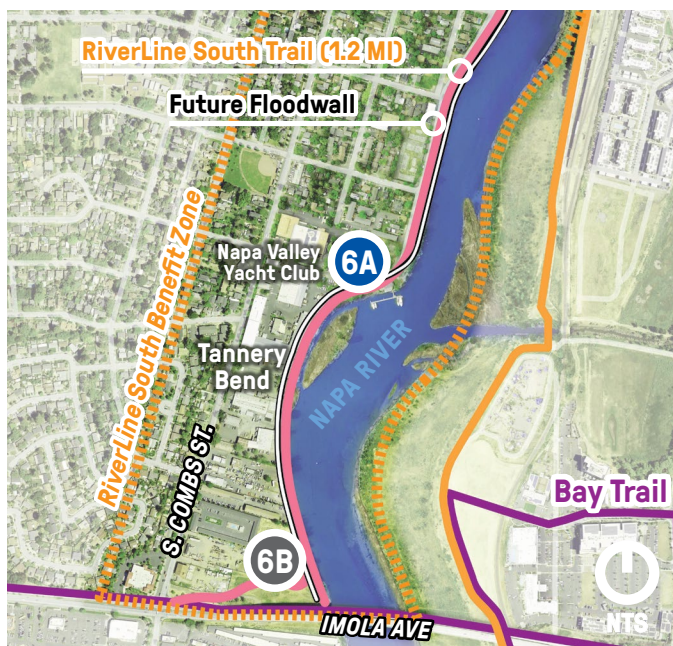 RiverLine South Trail (1.2 MI)
Future Floodwall
RiverLine South Benefit Zone
Napa Valley
Yacht Club
6A
Tannery
Bend
NAPA RIVER
S. COMBS ST.
Bay Trail
6B
IMOLA AVE
NTS